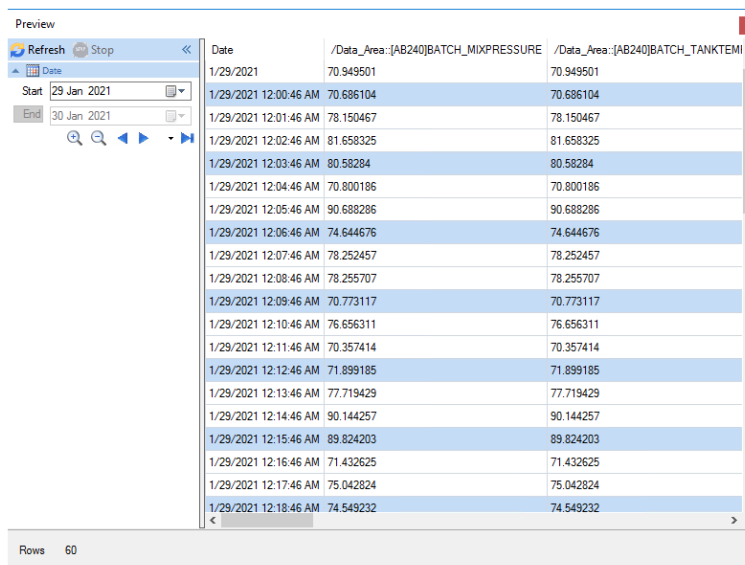 Preview
Refresh Stop «
Date
Start 29 Jan 2021
End 30 Jan 2021
Date /Data_Area::[AB240]BATCH_MIXPRESSURE /Data_Area::[AB240]BATCH_TANKTEMI
1/29/2021 70.949501 70.949501
1/29/2021 12:00:46 AM 70.686104 70.686104
1/29/2021 12:01:46 AM 78.150467 78.150467
1/29/2021 12:02:46 AM 81.658325 81.658325
1/29/2021 12:03:46 AM 80.58284 80.58284
1/29/2021 12:04:46 AM 70.800186 70.800186
1/29/2021 12:05:46 AM 90.688286 90.688286
1/29/2021 12:06:46 AM 74.644676 74.644676
1/29/2021 12:07:46 AM 78.252457 78.252457
1/29/2021 12:08:46 AM 78.255707 78.255707
1/29/2021 12:09:46 AM 70.773117 70.773117
1/29/2021 12:10:46 AM 76.656311 76.656311
1/29/2021 12:11:46 AM 70.357414 70.357414
1/29/2021 12:12:46 AM 71.899185 71.899185
1/29/2021 12:13:46 AM 77.719429 77.719429
1/29/2021 12:14:46 AM 90.144257 90.144257
1/29/2021 12:15:46 AM 89.824203 89.824203
1/29/2021 12:16:46 AM 71.432625 71.432625
1/29/2021 12:17:46 AM 75.042824 75.042824
1/29/2021 12:18:46 AM 74.549232 74.549232
Rows 60